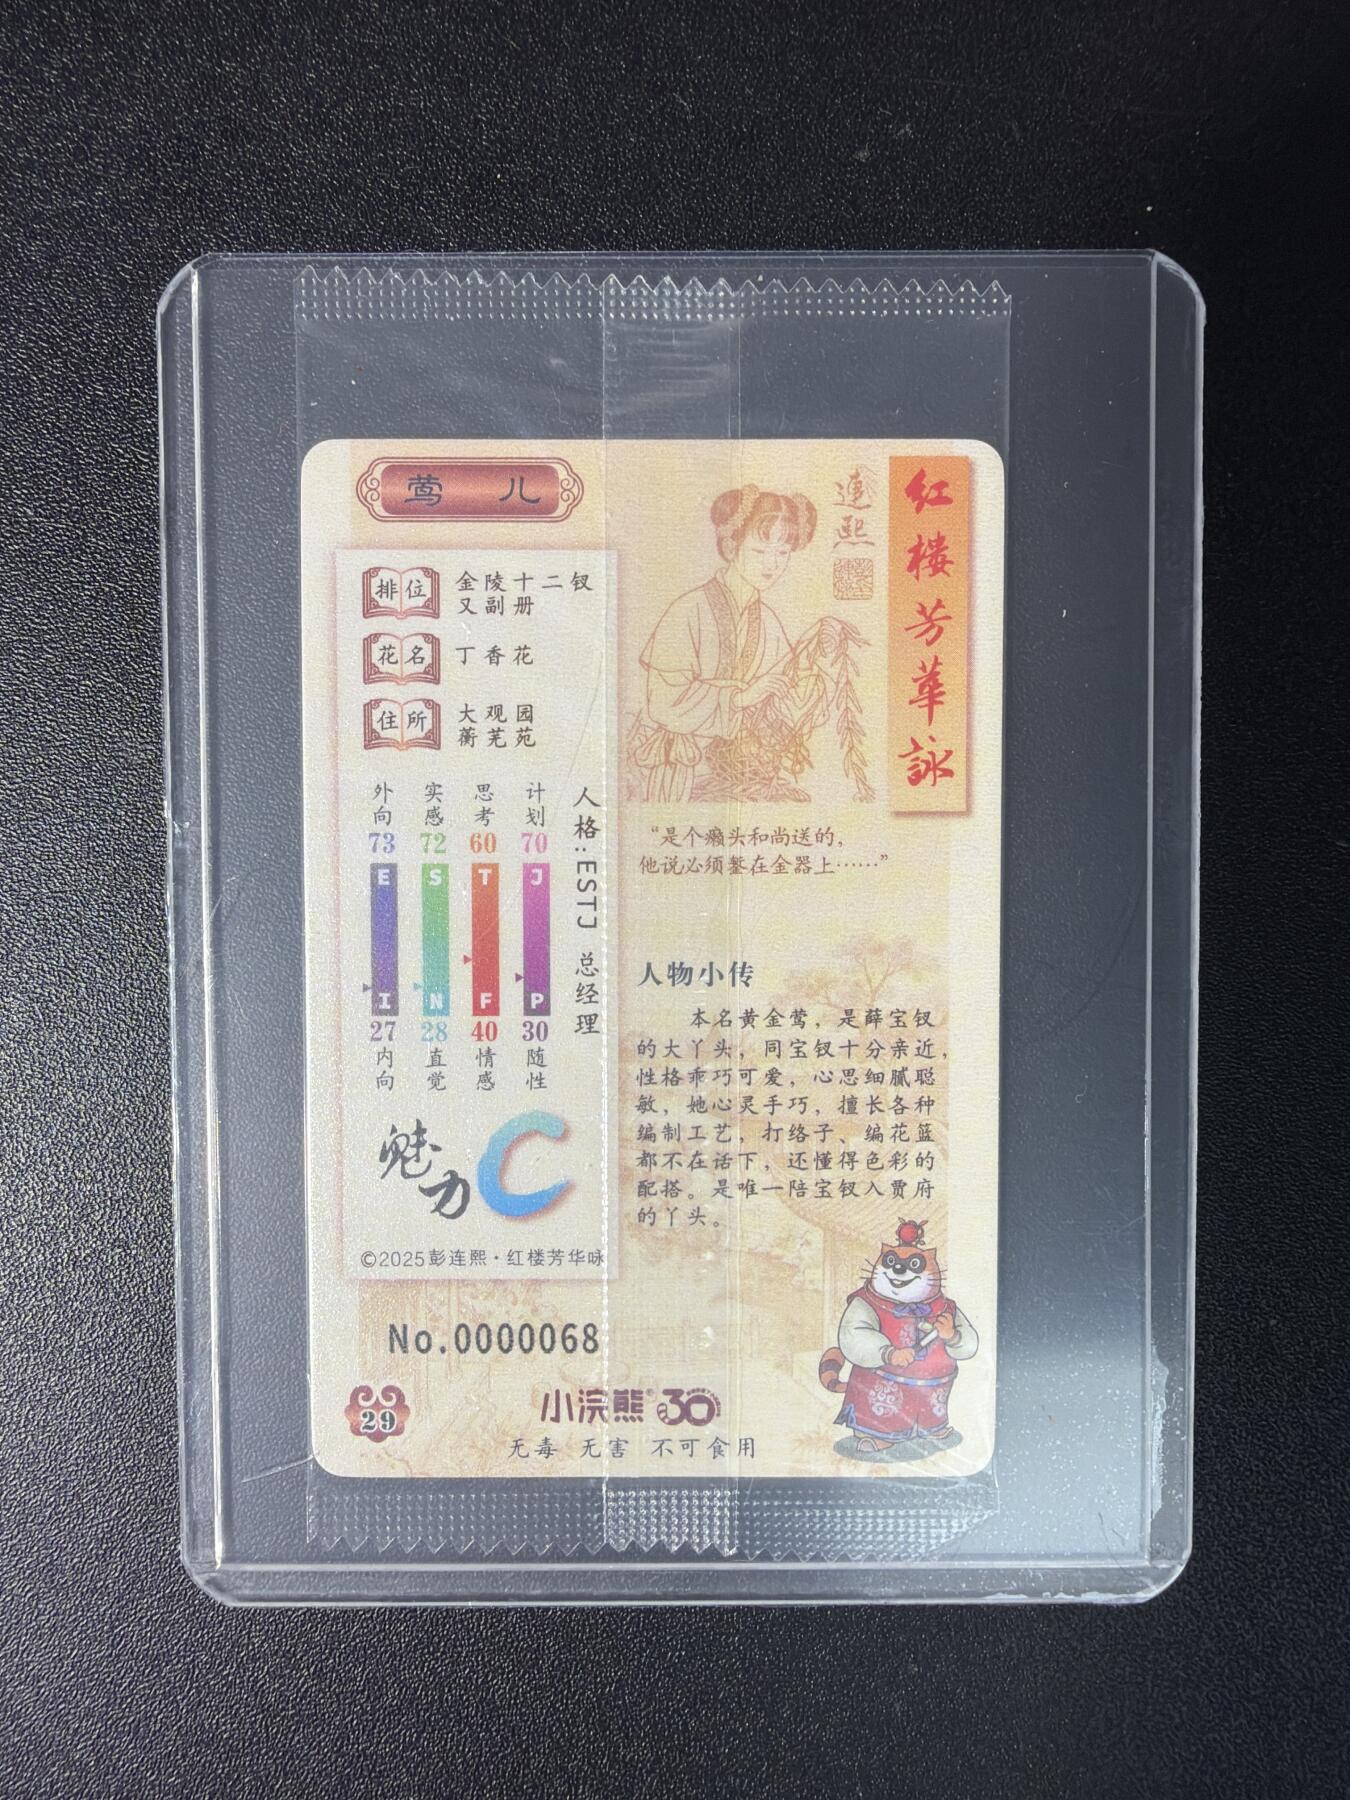 莺儿
排位 金陵十二钗
又副册
花名 丁香花
住所 大观园
蘅芜苑
外向 实感 思考 计划
73 72 60 70
E S T J
I N F P
27 28 40 30
内向 直觉 情感 随性
人格:ESTJ 总经理
魅力 C
©2025彭连熙·红楼芳华咏
No.0000068
29
連熙
红樓芳華詠
“是个癞头和尚送的,
他说必须錾在金器上……”
人物小传
本名黄金莺，是薛宝钗
的大丫头，同宝钗十分亲近，
性格乖巧可爱，心思细腻聪
敏，她心灵手巧，擅长各种
编制工艺，打络子、编花篮
都不在话下，还懂得色彩的
配搭。是唯一陪宝钗入贾府
的丫头。
小浣熊® 30
无毒 无害 不可食用